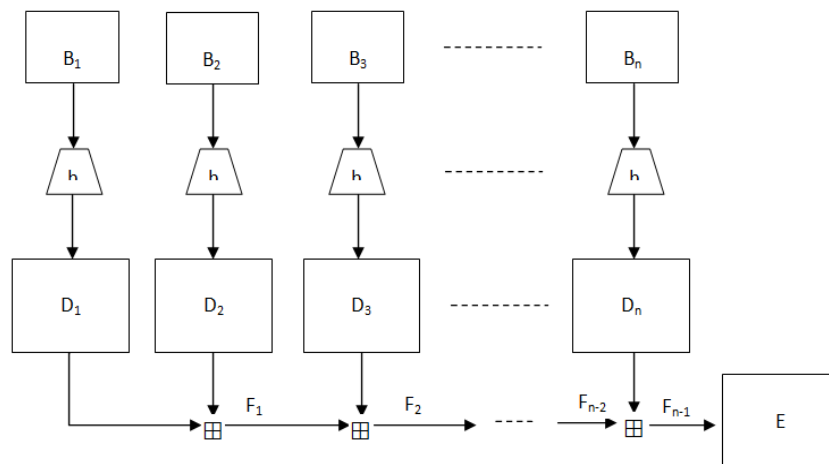 B₁ B₂ B₃ Bₙ
h h h h
D₁ D₂ D₃ Dₙ
F₁ F₂ Fₙ₋₂ Fₙ₋₁ E